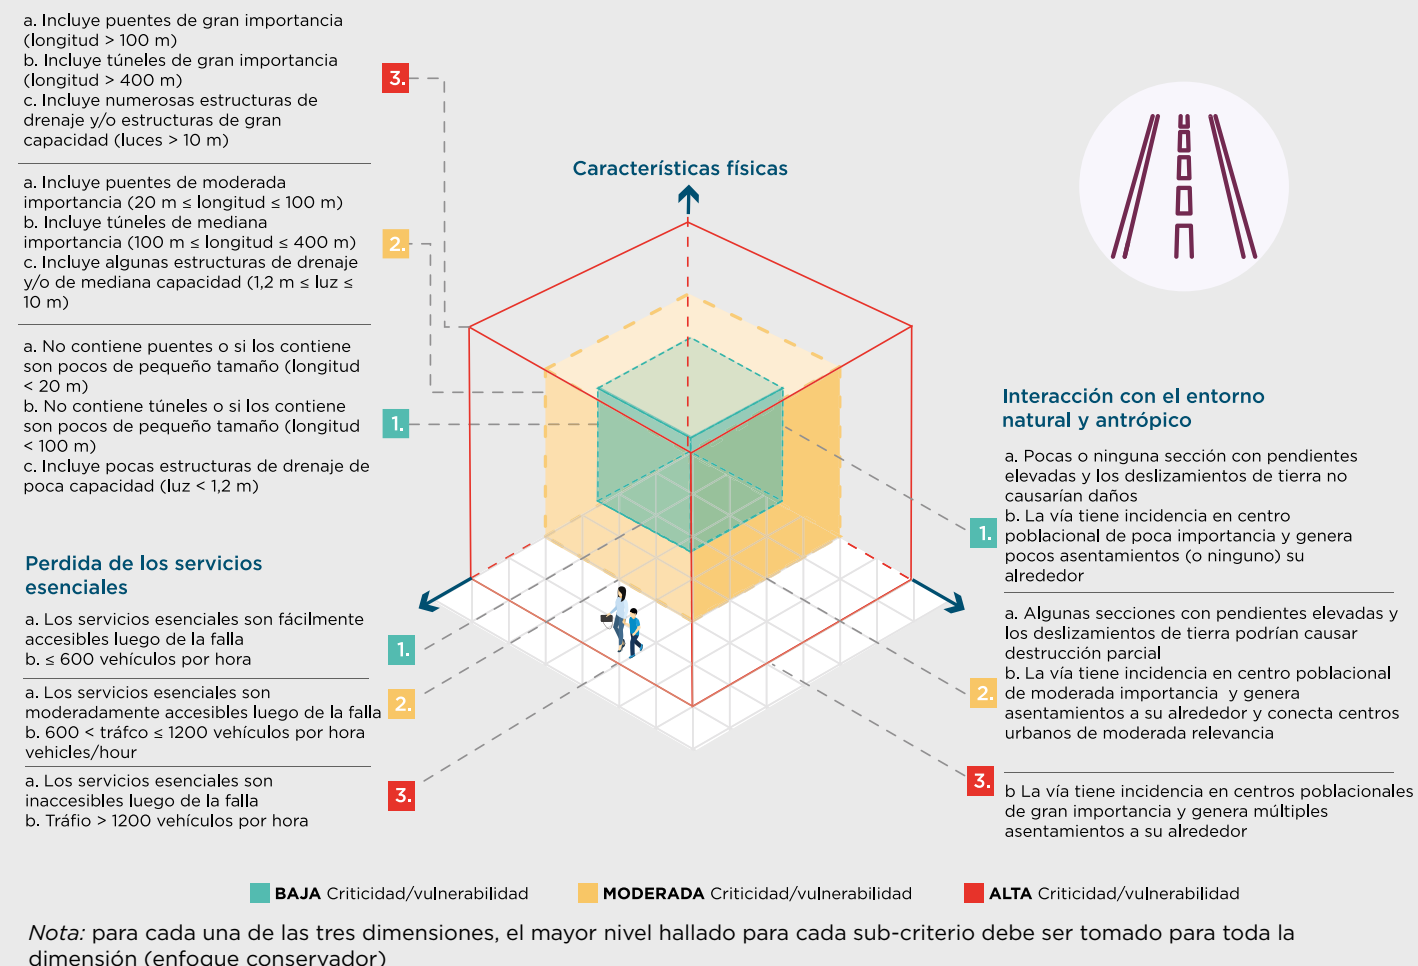 a. Incluye puentes de gran importancia
(longitud > 100 m)
b. Incluye túneles de gran importancia
(longitud > 400 m)
c. Incluye numerosas estructuras de
drenaje y/o estructuras de gran
capacidad (luces > 10 m)
3.
a. Incluye puentes de moderada
importancia (20 m ≤ longitud ≤ 100 m)
b. Incluye túneles de mediana
importancia (100 m ≤ longitud ≤ 400 m)
c. Incluye algunas estructuras de drenaje
y/o de mediana capacidad (1,2 m ≤ luz ≤
10 m)
2.
a. No contiene puentes o si los contiene
son pocos de pequeño tamaño (longitud
< 20 m)
b. No contiene túneles o si los contiene
son pocos de pequeño tamaño (longitud
< 100 m)
c. Incluye pocas estructuras de drenaje de
poca capacidad (luz < 1,2 m)
1.
Características físicas
Perdida de los servicios
esenciales
a. Los servicios esenciales son fácilmente
accesibles luego de la falla
b. ≤ 600 vehículos por hora
1.
a. Los servicios esenciales son
moderadamente accesibles luego de la falla
b. 600 < tráfco ≤ 1200 vehículos por hora
vehicles/hour
2.
a. Los servicios esenciales son
inaccesibles luego de la falla
b. Tráfio > 1200 vehículos por hora
3.
Interacción con el entorno
natural y antrópico
a. Pocas o ninguna sección con pendientes
elevadas y los deslizamientos de tierra no
causarían daños
b. La vía tiene incidencia en centro
poblacional de poca importancia y genera
pocos asentamientos (o ninguno) su
alrededor
1.
a. Algunas secciones con pendientes elevadas y
los deslizamientos de tierra podrían causar
destrucción parcial
b. La vía tiene incidencia en centro poblacional
de moderada importancia y genera
asentamientos a su alrededor y conecta centros
urbanos de moderada relevancia
2.
b La vía tiene incidencia en centros poblacionales
de gran importancia y genera múltiples
asentamientos a su alrededor
3.
BAJA Criticidad/vulnerabilidad
MODERADA Criticidad/vulnerabilidad
ALTA Criticidad/vulnerabilidad
Nota: para cada una de las tres dimensiones, el mayor nivel hallado para cada sub-criterio debe ser tomado para toda la
dimensión (enfoque conservador)